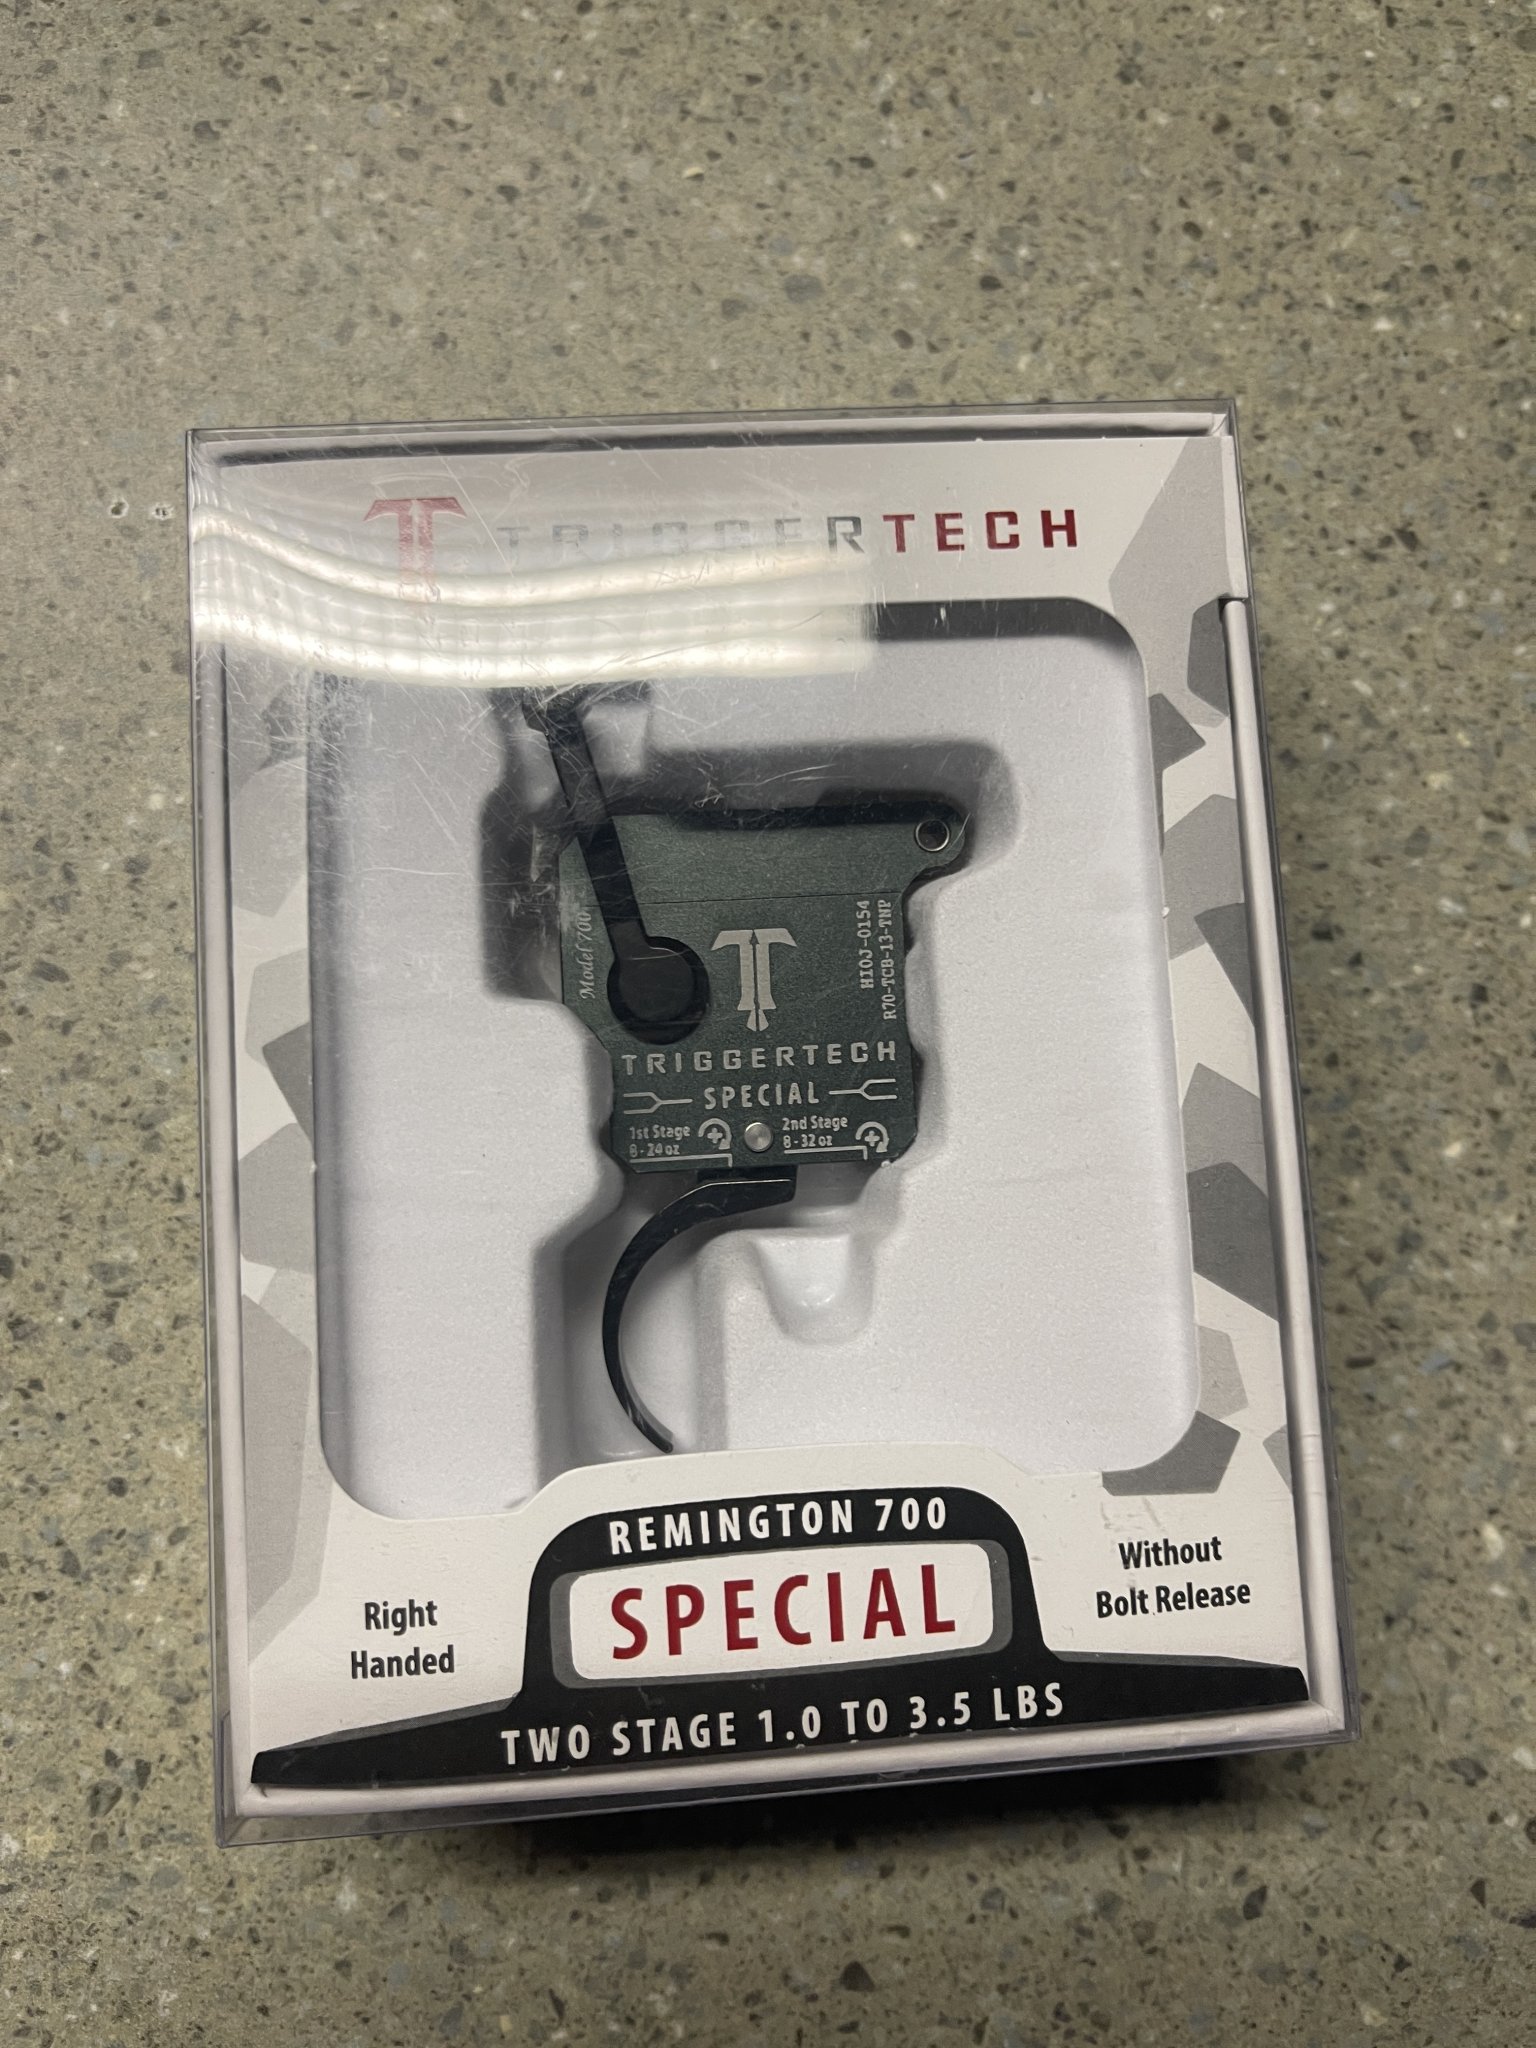 TRIGGERTECH
Model 700
H10J-0154
R70-TCB-13-TNP
TRIGGERTECH
SPECIAL
1st Stage
8-24 oz
2nd Stage
8-32 oz
REMINGTON 700
SPECIAL
TWO STAGE 1.0 TO 3.5 LBS
Right
Handed
Without
Bolt Release